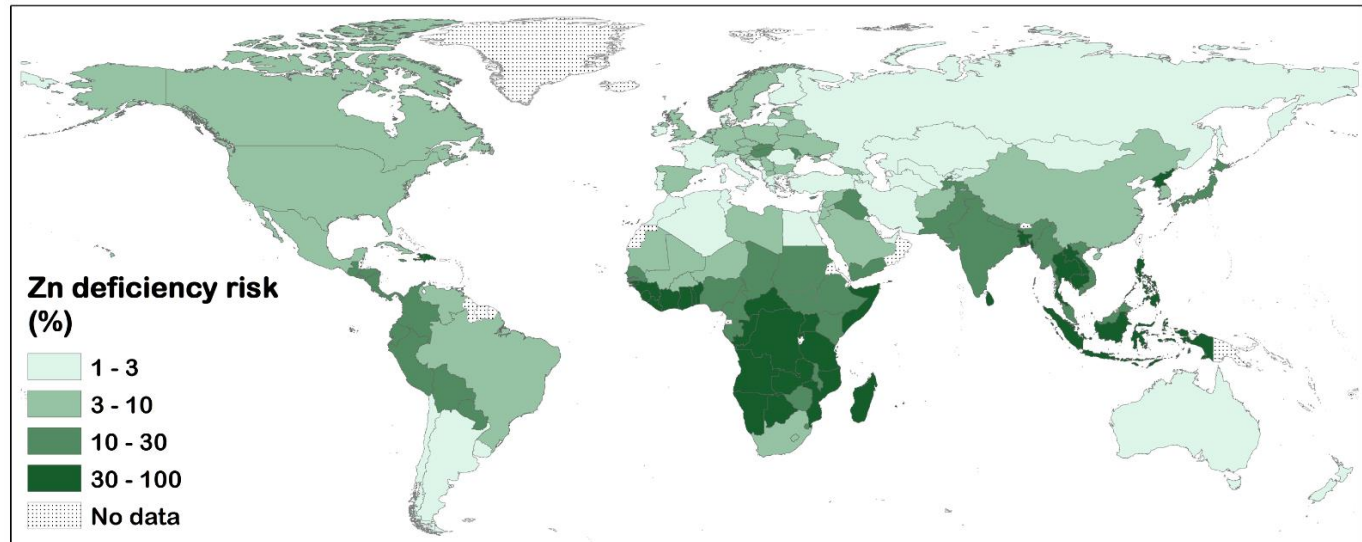 Zn deficiency risk
(%)
1 - 3
3 - 10
10 - 30
30 - 100
No data